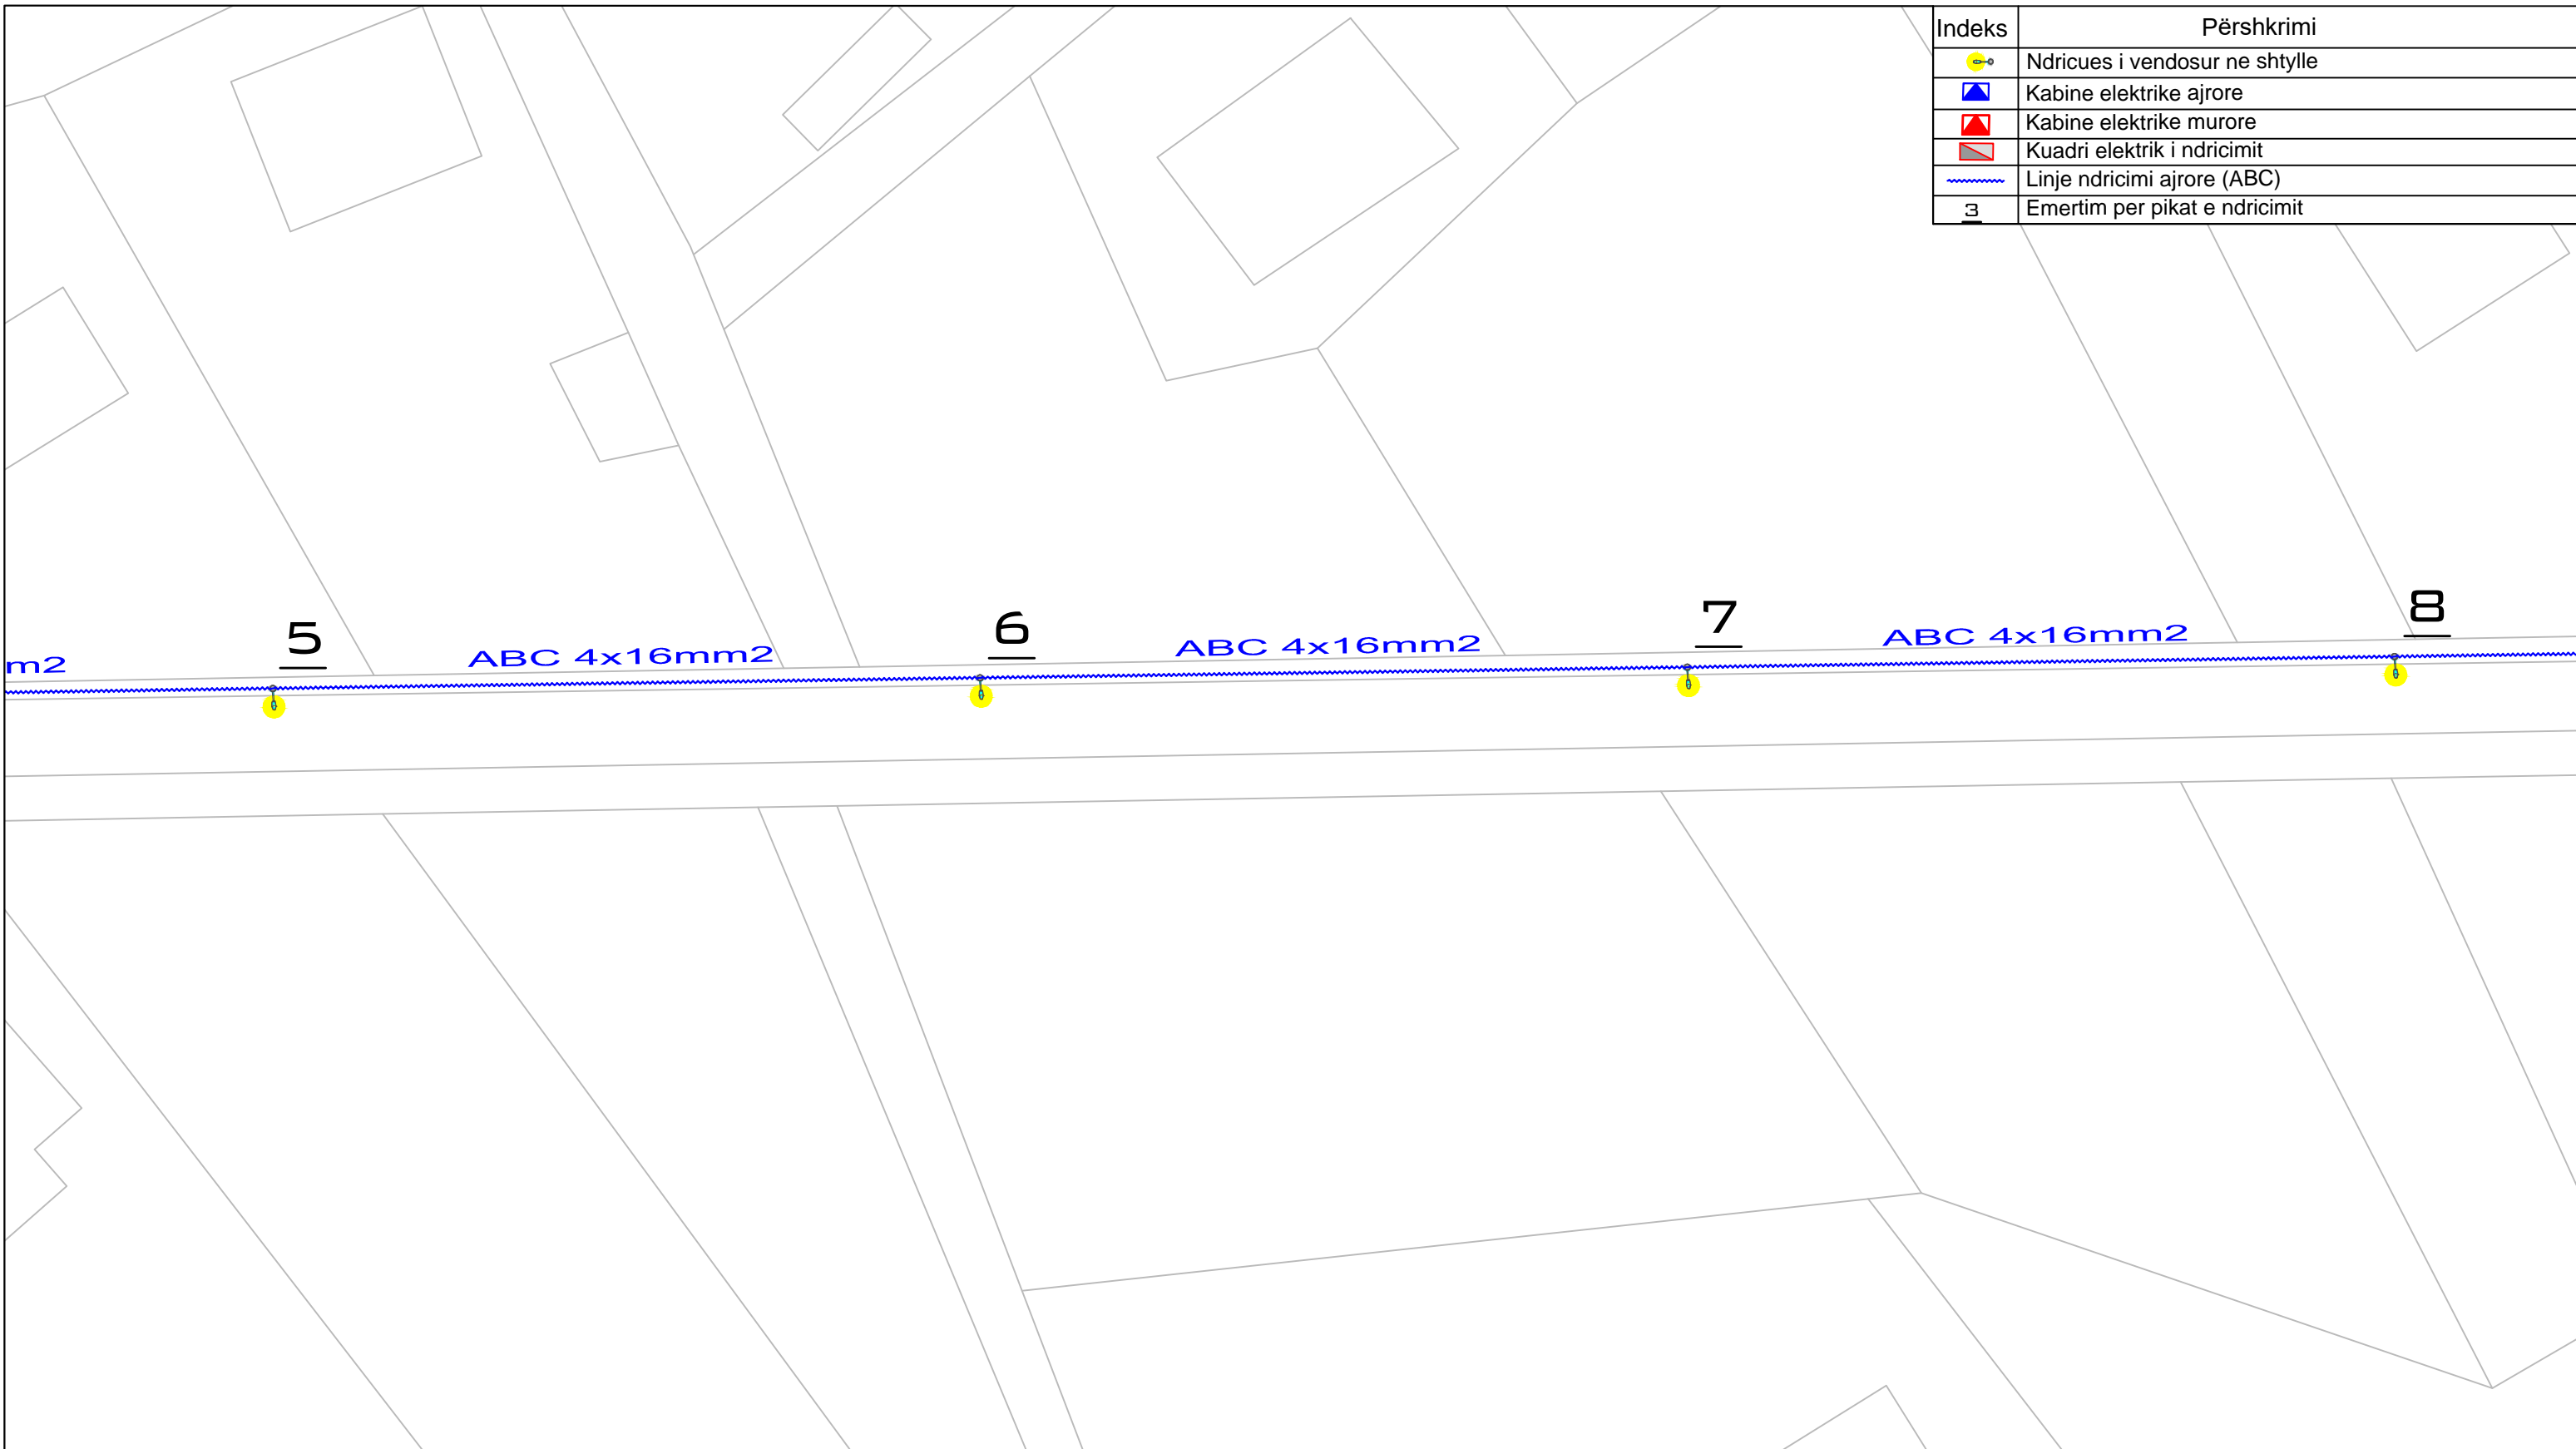 Indeks Përshkrimi
Ndricues i vendosur ne shtylle
Kabine elektrike ajrore
Kabine elektrike murore
Kuadri elektrik i ndricimit
Linje ndricimi ajrore (ABC)
3 Emertim per pikat e ndricimit
m2
5
ABC 4x16mm2
6
ABC 4x16mm2
7
ABC 4x16mm2
8